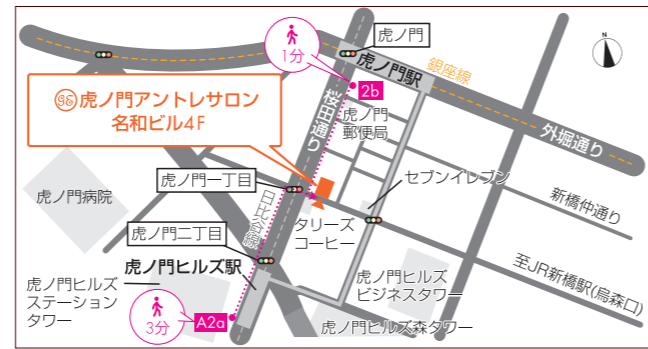 虎ノ門
1分
虎ノ門駅
銀座線
2b
桜田通り
虎ノ門アントレサロン
名和ビル4F
虎ノ門
郵便局
外堀通り
虎ノ門一丁目
セブンイレブン
虎ノ門病院
新橋仲通り
日比谷線
タリーズ
コーヒー
虎ノ門二丁目
虎ノ門ヒルズ駅
至JR新橋駅(烏森口)
虎ノ門ヒルズ
ステーション
タワー
虎ノ門ヒルズ
ビジネスタワー
3分
A2a
虎ノ門ヒルズ森タワー
N